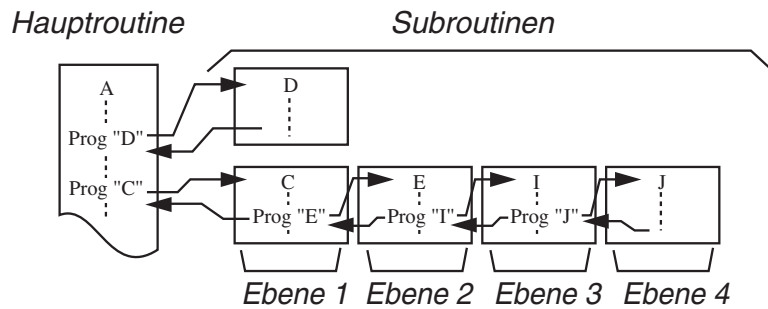 Hauptroutine Subroutinen
A D
Prog "D"
Prog "C" C E I J
Prog "E" Prog "I" Prog "J"
Ebene 1 Ebene 2 Ebene 3 Ebene 4